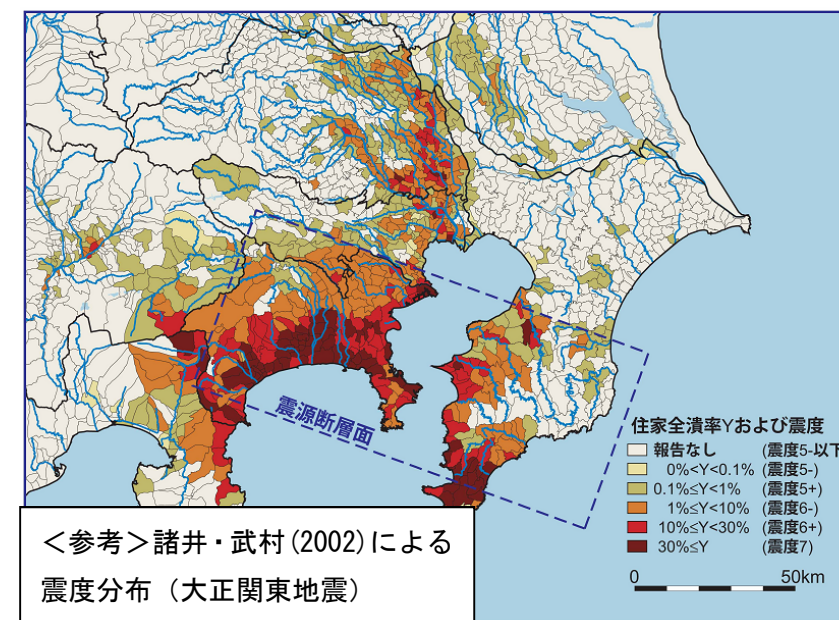 震源断層面
住家全潰率Yおよび震度
報告なし (震度5-以下
0%<Y<0.1% (震度5-)
0.1%≤Y<1% (震度5+)
1%≤Y<10% (震度6-)
10%≤Y<30% (震度6+)
30%≤Y (震度7)
0 50km
<参考>諸井・武村(2002)による
震度分布（大正関東地震）